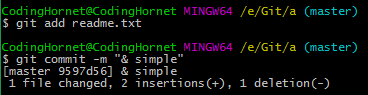 CodingHornet@CodingHornet MINGW64 /e/Git/a (master)
$ git add readme.txt
CodingHornet@CodingHornet MINGW64 /e/Git/a (master)
$ git commit -m "& simple"
[master 9597d56] & simple
 1 file changed, 2 insertions(+), 1 deletion(-)